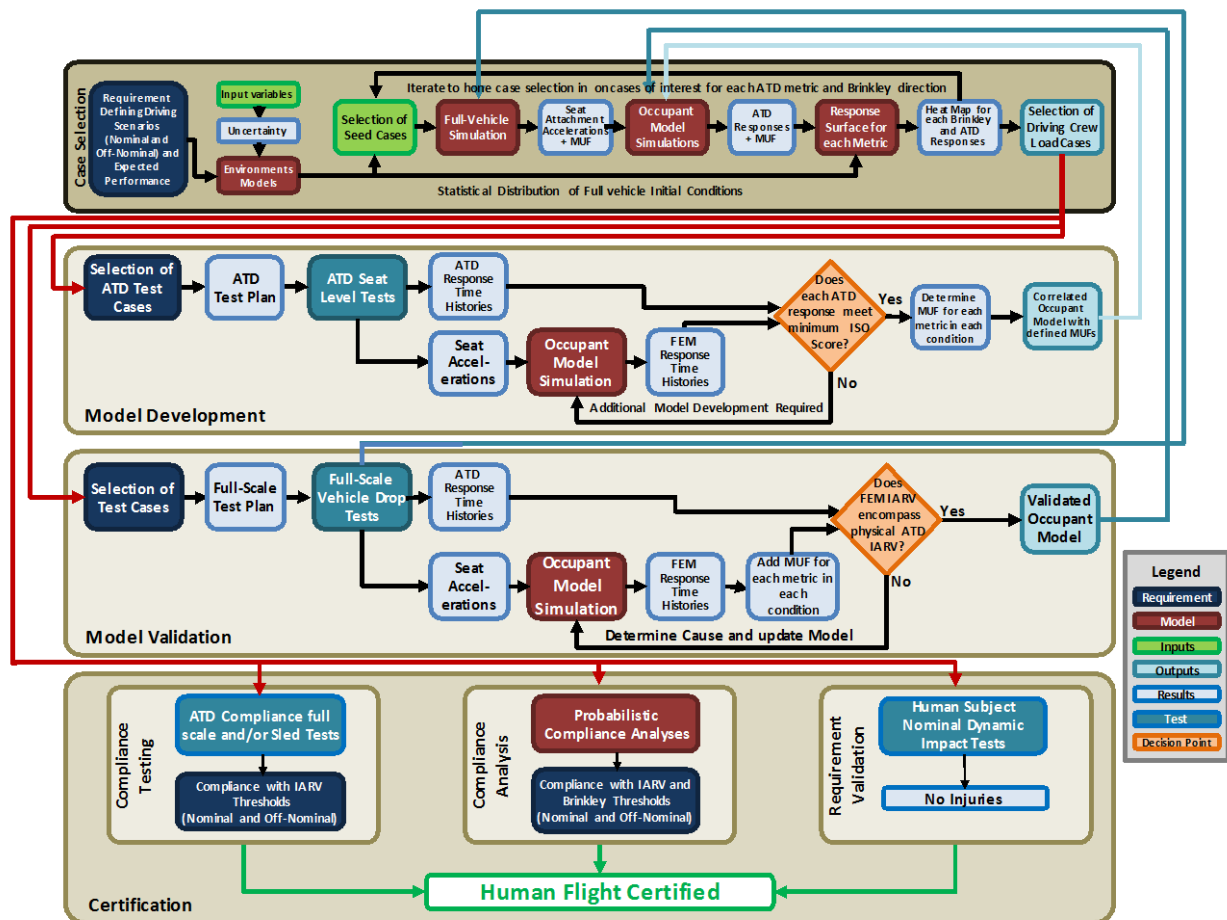 Case Selection
Requirement
Defining Driving
Scenarios
(Nominal and
Off-Nominal) and
Expected
Performance
Input variables
Uncertainty
Environments
Models
Iterate to hone case selection in on cases of interest for each ATD metric and Brinkley direction
Selection of
Seed Cases
Full-Vehicle
Simulation
Seat
Attachment
Accelerations
+ MUF
Occupant
Model
Simulations
ATD
Responses
+ MUF
Response
Surface for
each Metric
Heat Map for
each Brinkley
and ATD
Responses
Selection of
Driving Crew
Load Cases
Statistical Distribution of Full vehicle Initial Conditions
Selection of
ATD Test
Cases
ATD
Test Plan
ATD Seat
Level Tests
ATD
Response
Time
Histories
Seat
Accel-
erations
Occupant
Model
Simulation
FEM
Response
Time
Histories
Does
each ATD
response meet
minimum ISO
Score?
Yes
No
Determine
MUF for each
metric in each
condition
Correlated
Occupant
Model with
defined MUFs
Additional Model Development Required
Model Development
Selection of
Test Cases
Full-Scale
Test Plan
Full-Scale
Vehicle Drop
Tests
ATD
Response
Time
Histories
Seat
Accel-
erations
Occupant
Model
Simulation
FEM
Response
Time
Histories
Add MUF for
each metric in
each
condition
Does
FEM IARV
encompass
physical ATD
IARV?
Yes
No
Validated
Occupant
Model
Determine Cause and update Model
Model Validation
Legend
Requirement
Model
Inputs
Outputs
Results
Test
Decision Point
Compliance
Testing
ATD Compliance full
scale and/or Sled Tests
Compliance with IARV
Thresholds
(Nominal and Off-Nominal)
Compliance
Analysis
Probabilistic
Compliance Analyses
Compliance with IARV and
Brinkley Thresholds
(Nominal and Off-Nominal)
Requirement
Validation
Human Subject
Nominal Dynamic
Impact Tests
No Injuries
Human Flight Certified
Certification